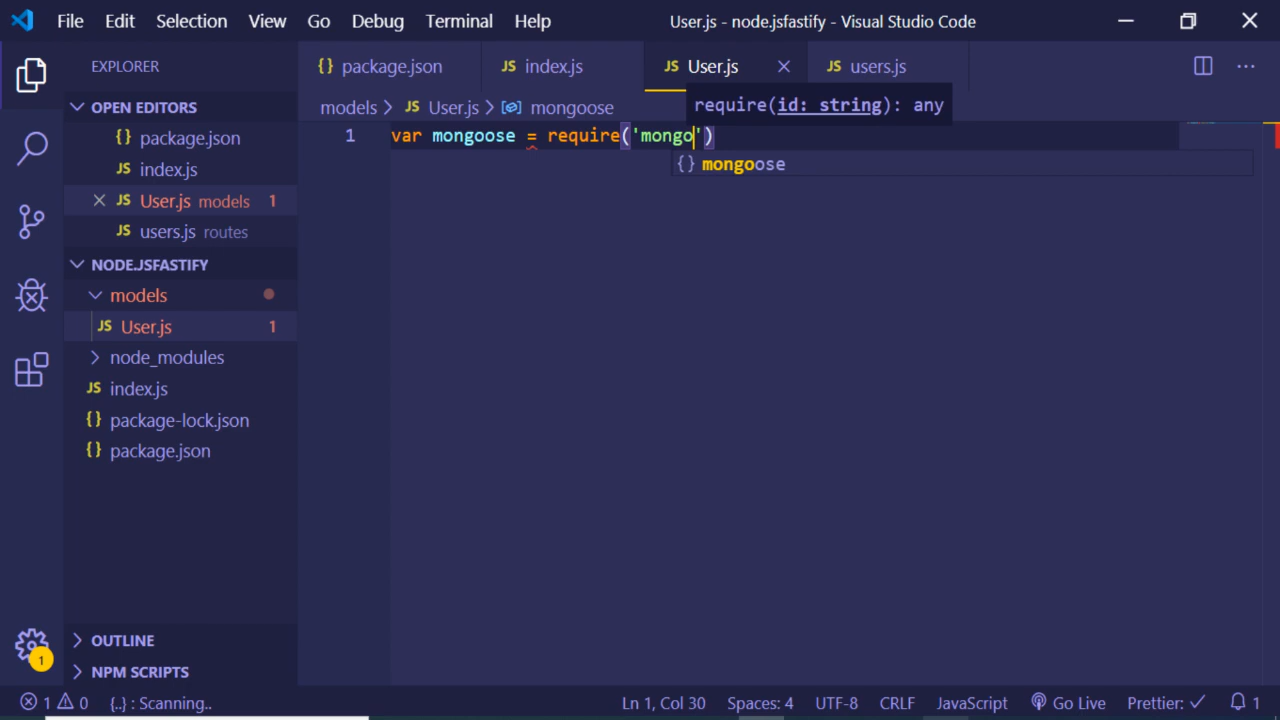 File Edit Selection View Go Debug Terminal Help User.js - node.jsfastify - Visual Studio Code
EXPLORER
{} package.json JS index.js JS User.js JS users.js
OPEN EDITORS
models > JS User.js > mongoose
require(id: string): any
{} package.json
1 var mongoose = require('mongo')
{} mongoose
JS index.js
JS User.js models 1
JS users.js routes
NODE.JSFASTIFY
models
JS User.js 1
node_modules
JS index.js
{} package-lock.json
{} package.json
OUTLINE
NPM SCRIPTS
1
1 0 {..} : Scanning.. Ln 1, Col 30 Spaces: 4 UTF-8 CRLF JavaScript Go Live Prettier: ✓ 1